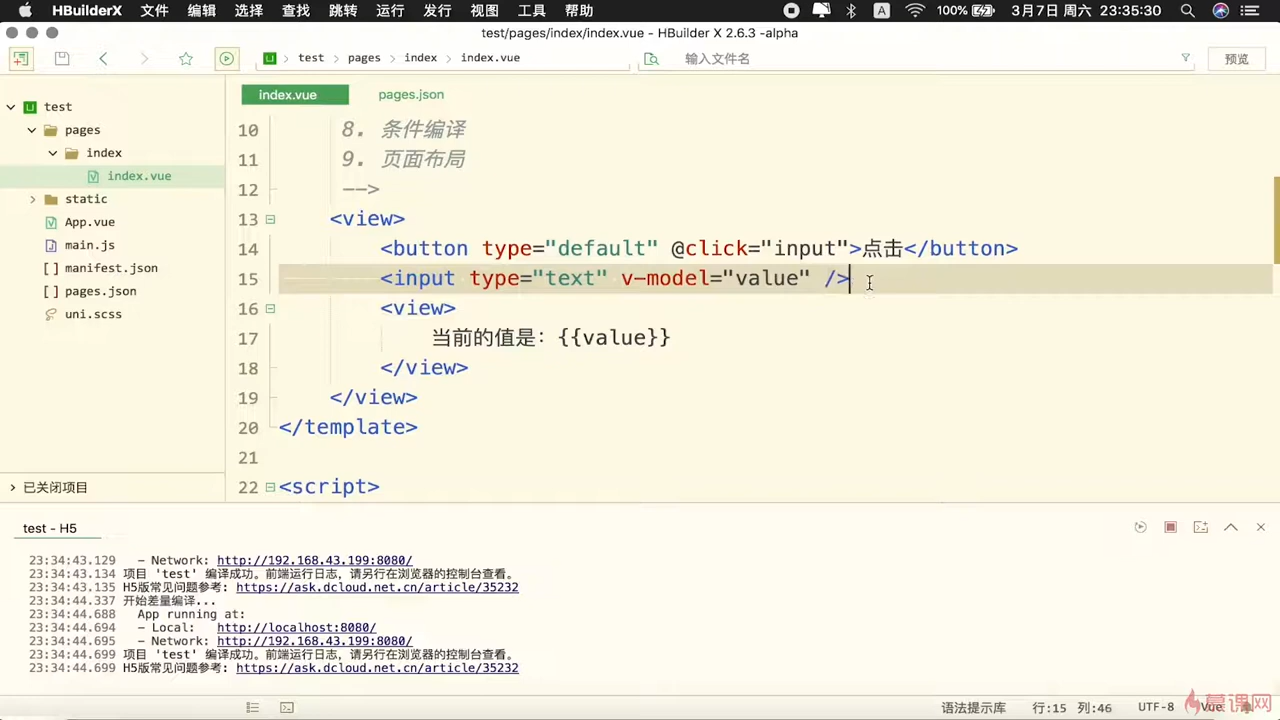 HBuilderX 文件 编辑 选择 查找 跳转 运行 发行 视图 工具 帮助 A 100% 3月7日 周六 23:35:30
test/pages/index/index.vue - HBuilder X 2.6.3 -alpha
test pages index index.vue 输入文件名 预览
index.vue pages.json
test
pages
index
index.vue
static
App.vue
main.js
manifest.json
pages.json
uni.scss
已关闭项目
10 8. 条件编译
11 9. 页面布局
12 -->
13 <view>
14 <button type="default" @click="input">点击</button>
15 <input type="text" v-model="value" />
16 <view>
17 当前的值是：{{value}}
18 </view>
19 </view>
20 </template>
21
22 <script>
test - H5
23:34:43.129 - Network: http://192.168.43.199:8080/
23:34:43.134 项目 'test' 编译成功。前端运行日志，请另行在浏览器的控制台查看。
23:34:43.135 H5版常见问题参考: https://ask.dcloud.net.cn/article/35232
23:34:44.337 开始差量编译...
23:34:44.688 App running at:
23:34:44.694 - Local: http://localhost:8080/
23:34:44.695 - Network: http://192.168.43.199:8080/
23:34:44.699 项目 'test' 编译成功。前端运行日志，请另行在浏览器的控制台查看。
23:34:44.699 H5版常见问题参考: https://ask.dcloud.net.cn/article/35232
语法提示库 行:15 列:46 UTF-8 Vue
慕课网